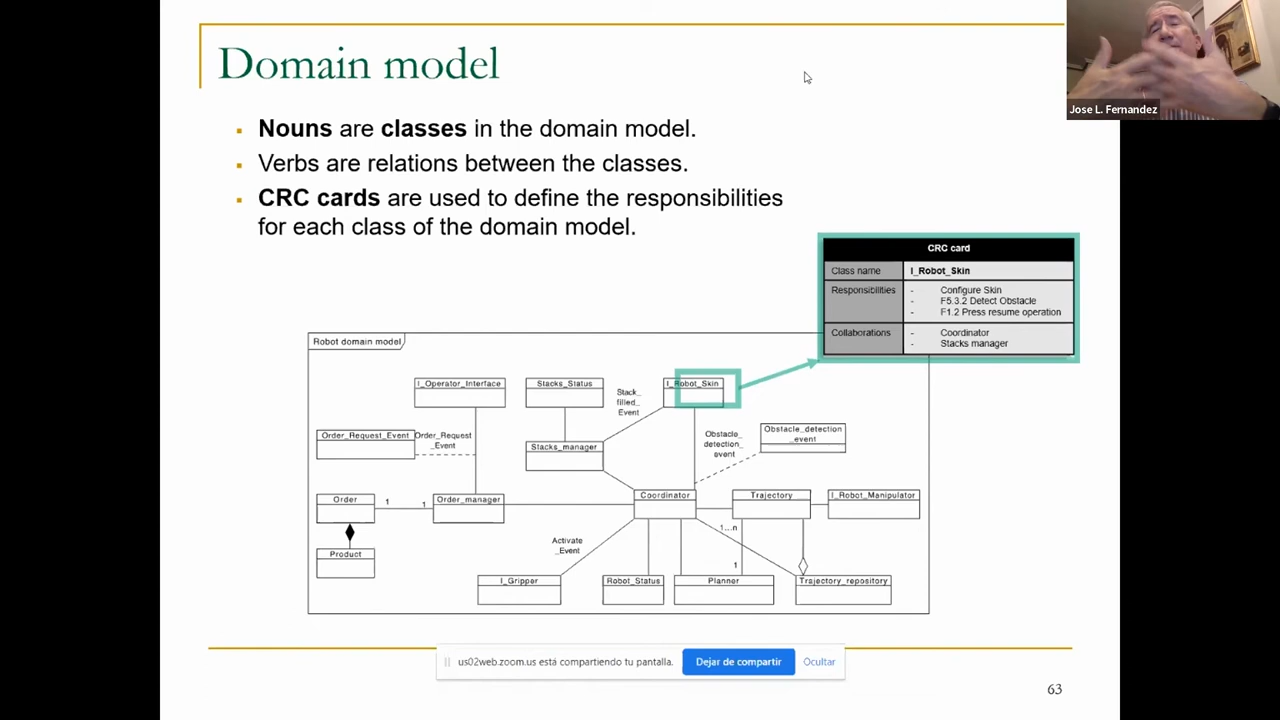 Domain model
Jose L. Fernandez
Nouns are classes in the domain model.
Verbs are relations between the classes.
CRC cards are used to define the responsibilities
for each class of the domain model.
CRC card
Class name
I_Robot_Skin
Responsibilities
- Configure Skin
- F5.3.2 Detect Obstacle
- F1.2 Press resume operation
Collaborations
- Coordinator
- Stacks manager
Robot domain model
I_Operator_Interface
Stacks_Status
Stack_
filled_
Event
I_Robot_Skin
Order_Request_Event
Order_Request
_Event
Stacks_manager
Obstacle_
detection_
event
Obstacle_detection_
event
Order
1
1
Order_manager
Coordinator
Trajectory
I_Robot_Manipulator
1...n
Activate
_Event
Product
1
I_Gripper
Robot_Status
Planner
Trajectory_repository
us02web.zoom.us está compartiendo tu pantalla.
Dejar de compartir
Ocultar
63